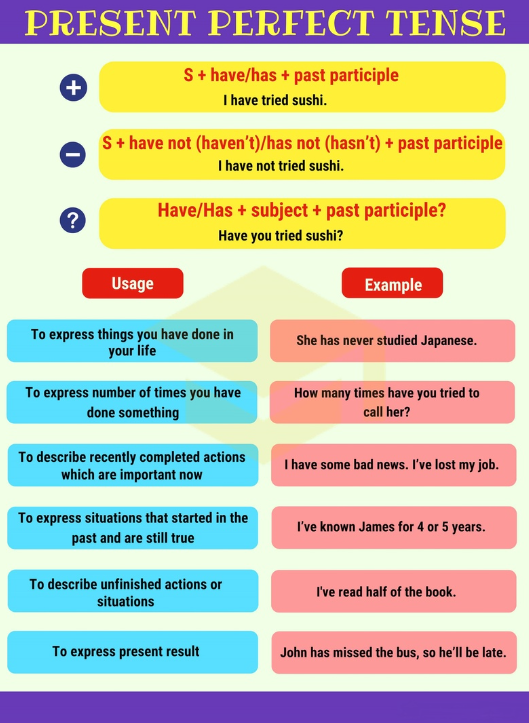 PRESENT PERFECT TENSE
+
S + have/has + past participle
I have tried sushi.
−
S + have not (haven't)/has not (hasn't) + past participle
I have not tried sushi.
?
Have/Has + subject + past participle?
Have you tried sushi?
Usage
Example
To express things you have done in
your life
She has never studied Japanese.
To express number of times you have
done something
How many times have you tried to
call her?
To describe recently completed actions
which are important now
I have some bad news. I've lost my job.
To express situations that started in the
past and are still true
I've known James for 4 or 5 years.
To describe unfinished actions or
situations
I've read half of the book.
To express present result
John has missed the bus, so he'll be late.